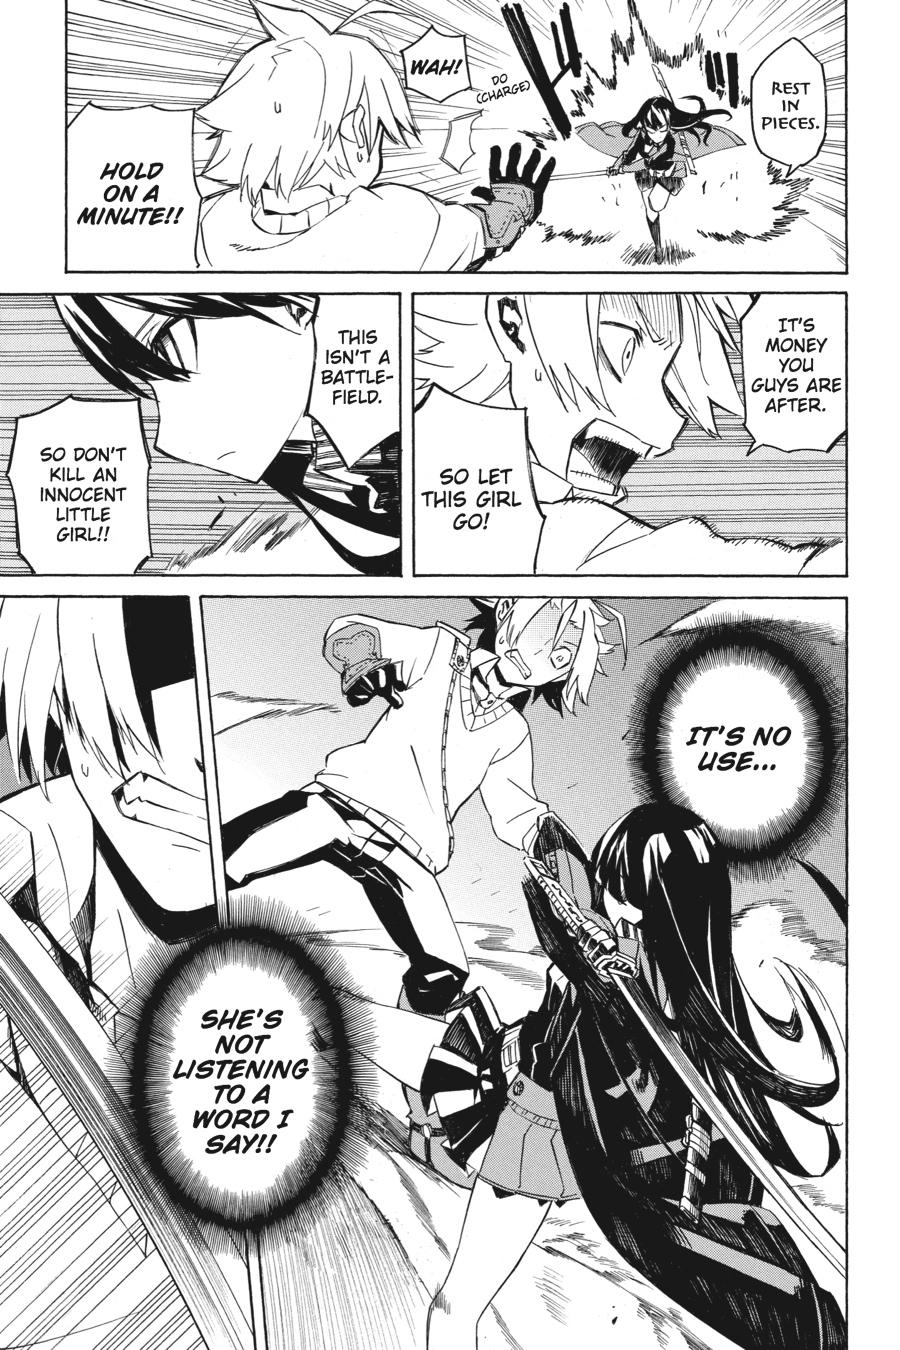 REST
IN
PIECES.
DO
(CHARGE)
WAH!
HOLD
ON A
MINUTE!!
IT'S
MONEY
YOU
GUYS ARE
AFTER.
SO LET
THIS GIRL
GO!
THIS
ISN'T A
BATTLE-
FIELD.
SO DON'T
KILL AN
INNOCENT
LITTLE
GIRL!!
IT'S NO
USE...
SHE'S
NOT
LISTENING
TO A
WORD I
SAY!!